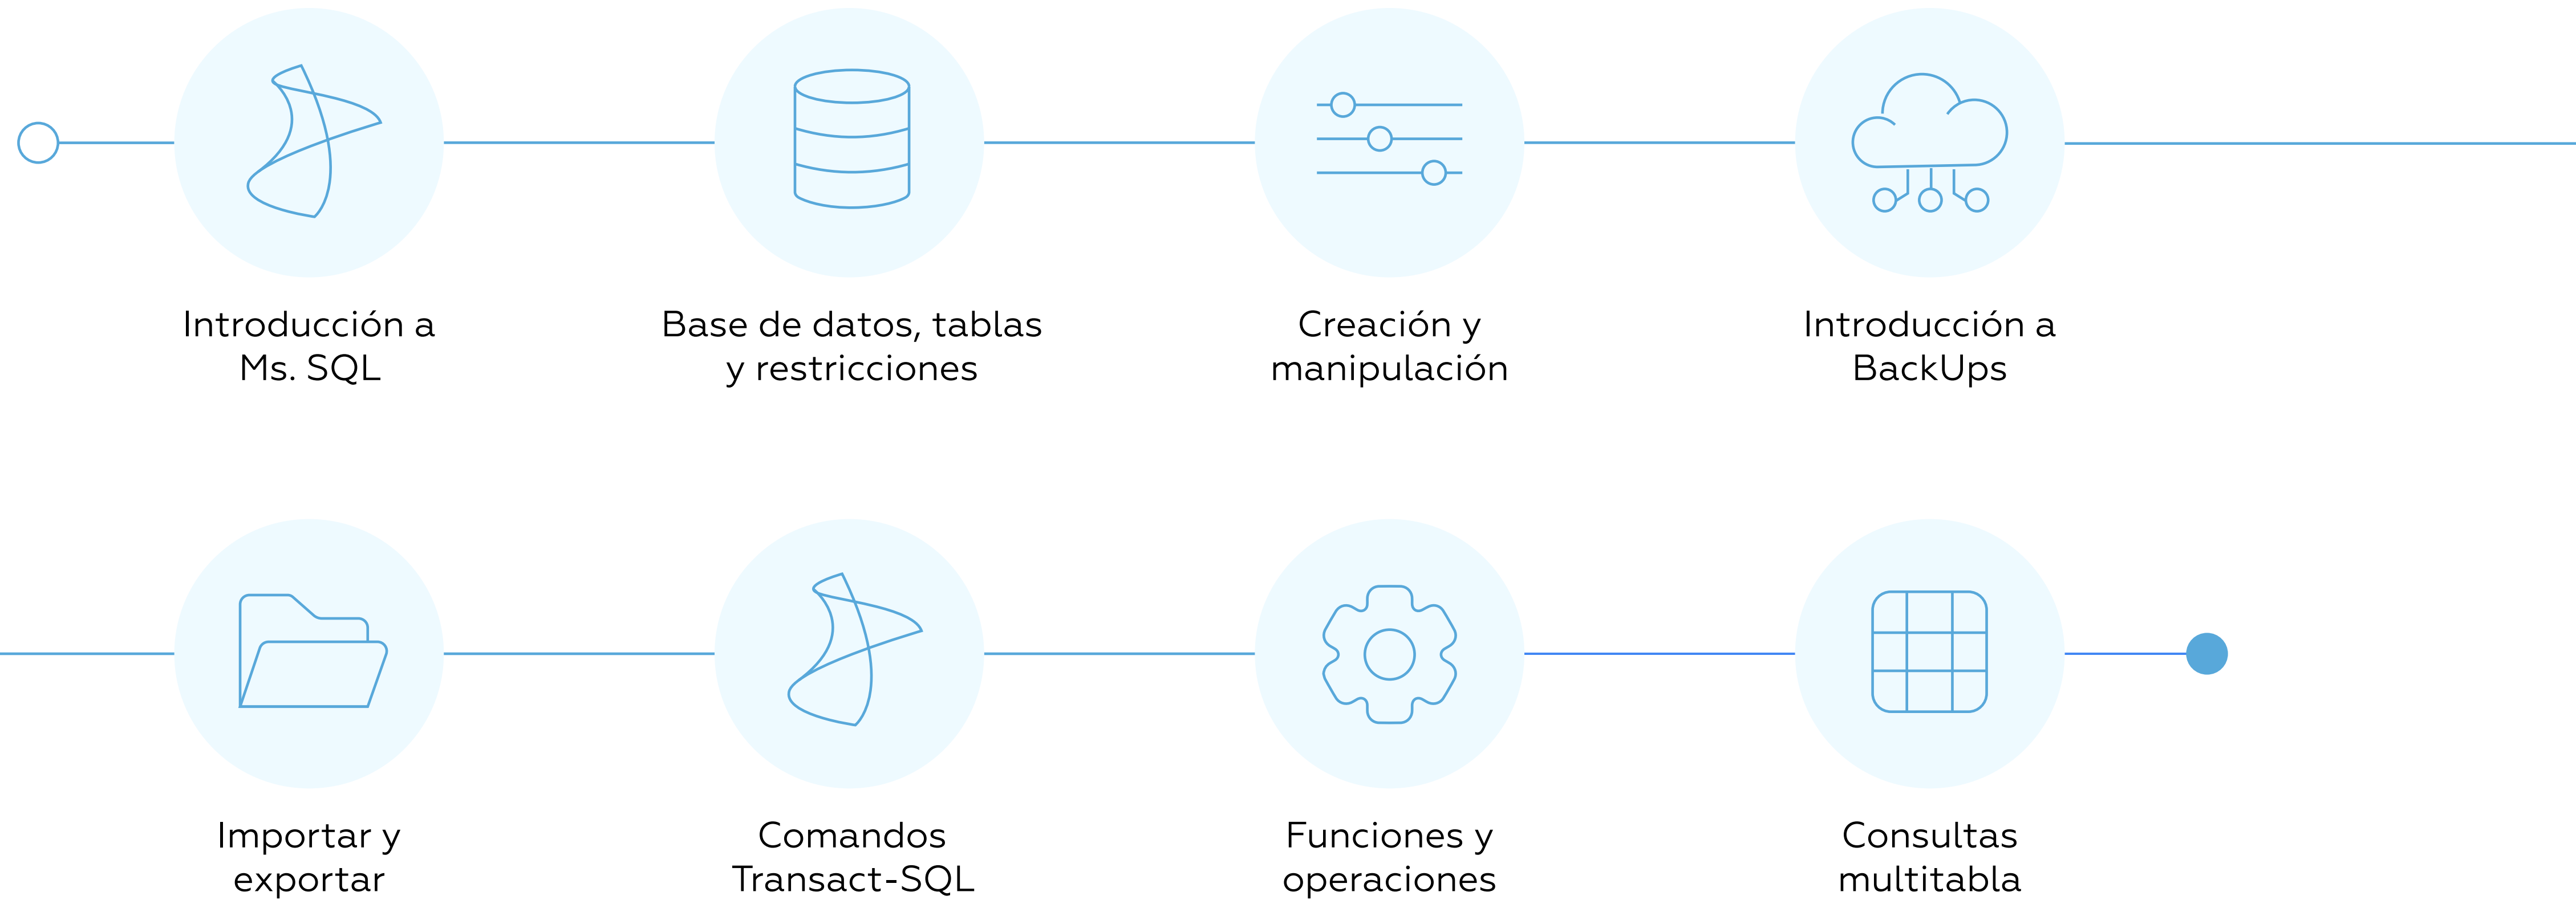 Introducción a
Ms. SQL
Base de datos, tablas
y restricciones
Creación y
manipulación
Introducción a
BackUps
Importar y
exportar
Comandos
Transact-SQL
Funciones y
operaciones
Consultas
multitabla